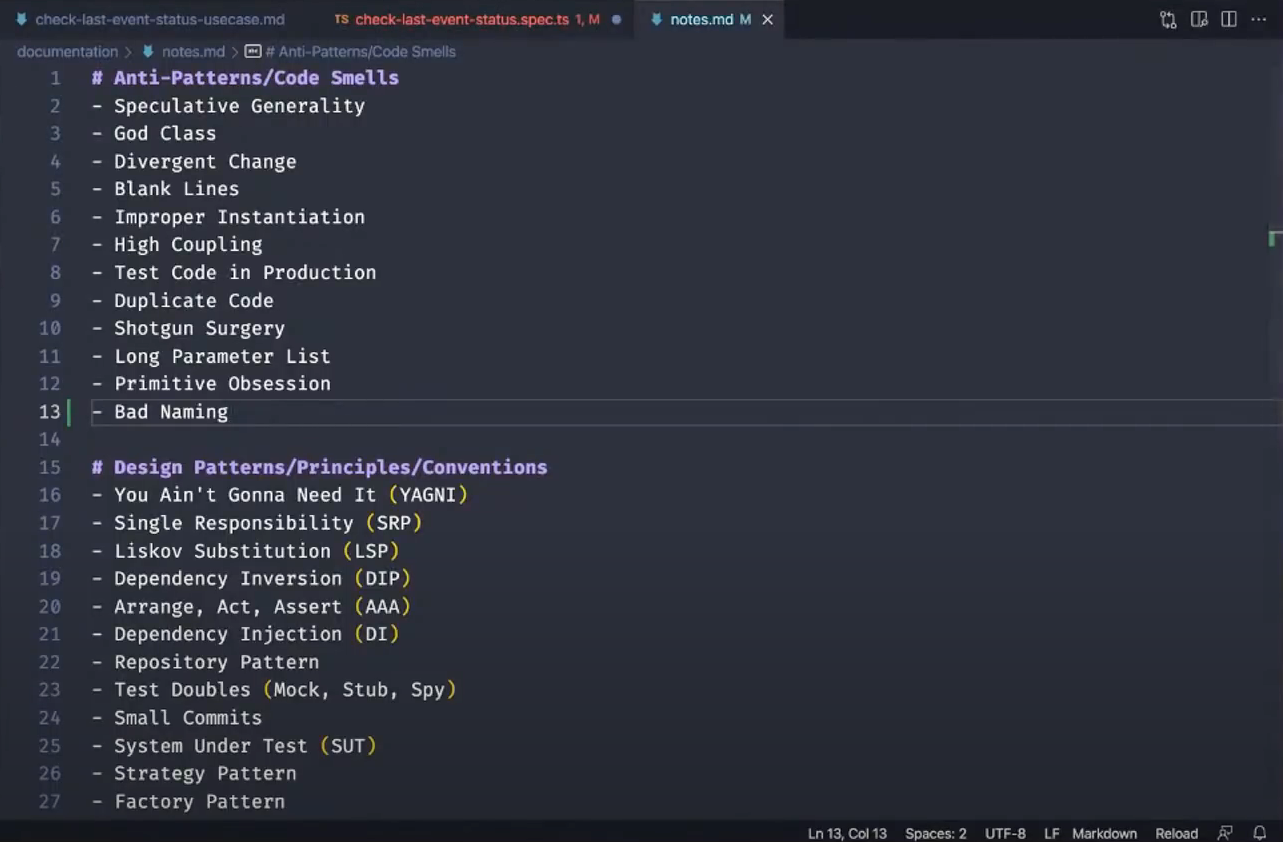 check-last-event-status-usecase.md TS check-last-event-status.spec.ts 1, M notes.md M
documentation > notes.md > # Anti-Patterns/Code Smells
1 # Anti-Patterns/Code Smells
2 - Speculative Generality
3 - God Class
4 - Divergent Change
5 - Blank Lines
6 - Improper Instantiation
7 - High Coupling
8 - Test Code in Production
9 - Duplicate Code
10 - Shotgun Surgery
11 - Long Parameter List
12 - Primitive Obsession
13 - Bad Naming
14
15 # Design Patterns/Principles/Conventions
16 - You Ain't Gonna Need It (YAGNI)
17 - Single Responsibility (SRP)
18 - Liskov Substitution (LSP)
19 - Dependency Inversion (DIP)
20 - Arrange, Act, Assert (AAA)
21 - Dependency Injection (DI)
22 - Repository Pattern
23 - Test Doubles (Mock, Stub, Spy)
24 - Small Commits
25 - System Under Test (SUT)
26 - Strategy Pattern
27 - Factory Pattern
Ln 13, Col 13 Spaces: 2 UTF-8 LF Markdown Reload